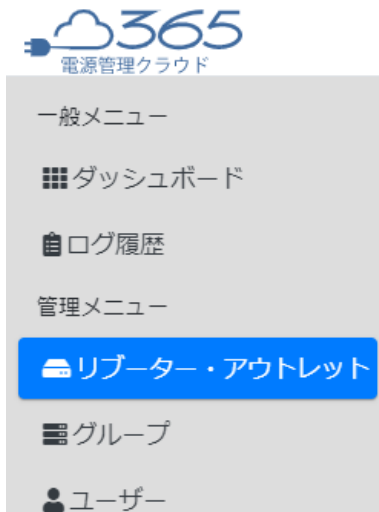 365
電源管理クラウド
一般メニュー
ダッシュボード
ログ履歴
管理メニュー
リブーター・アウトレット
グループ
ユーザー